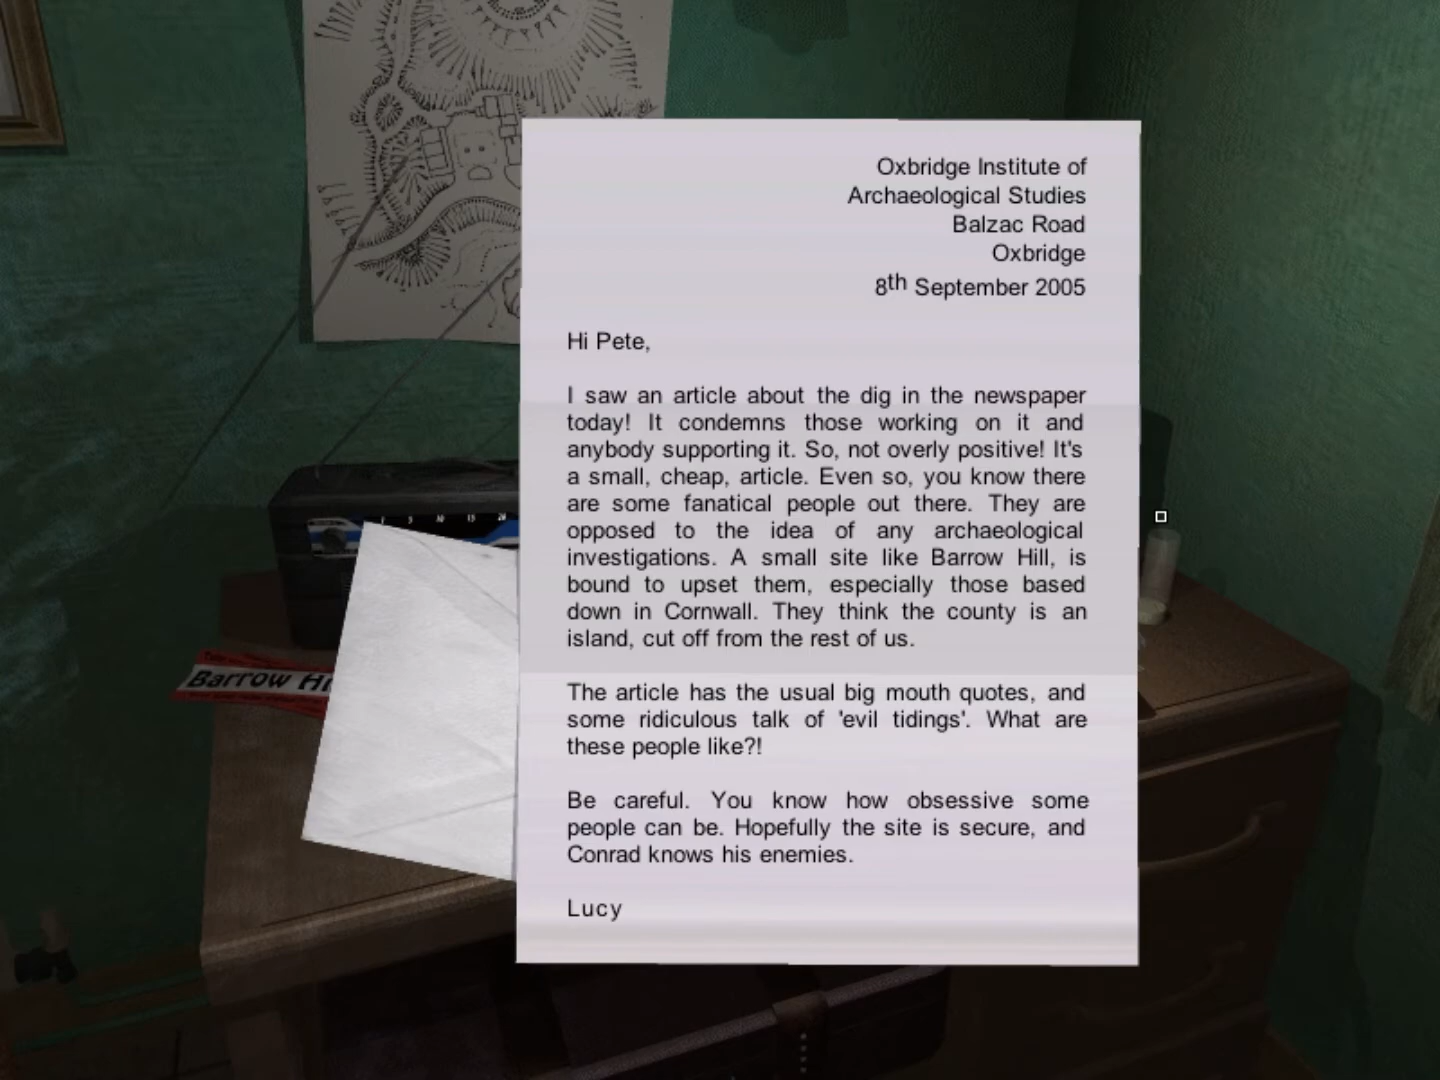 Oxbridge Institute of
Archaeological Studies
Balzac Road
Oxbridge
8th September 2005
Hi Pete,
I saw an article about the dig in the newspaper
today! It condemns those working on it and
anybody supporting it. So, not overly positive! It's
a small, cheap, article. Even so, you know there
are some fanatical people out there. They are
opposed to the idea of any archaeological
investigations. A small site like Barrow Hill, is
bound to upset them, especially those based
down in Cornwall. They think the county is an
island, cut off from the rest of us.
The article has the usual big mouth quotes, and
some ridiculous talk of 'evil tidings'. What are
these people like?!
Be careful. You know how obsessive some
people can be. Hopefully the site is secure, and
Conrad knows his enemies.
Lucy
5 10 15 20
Barrow